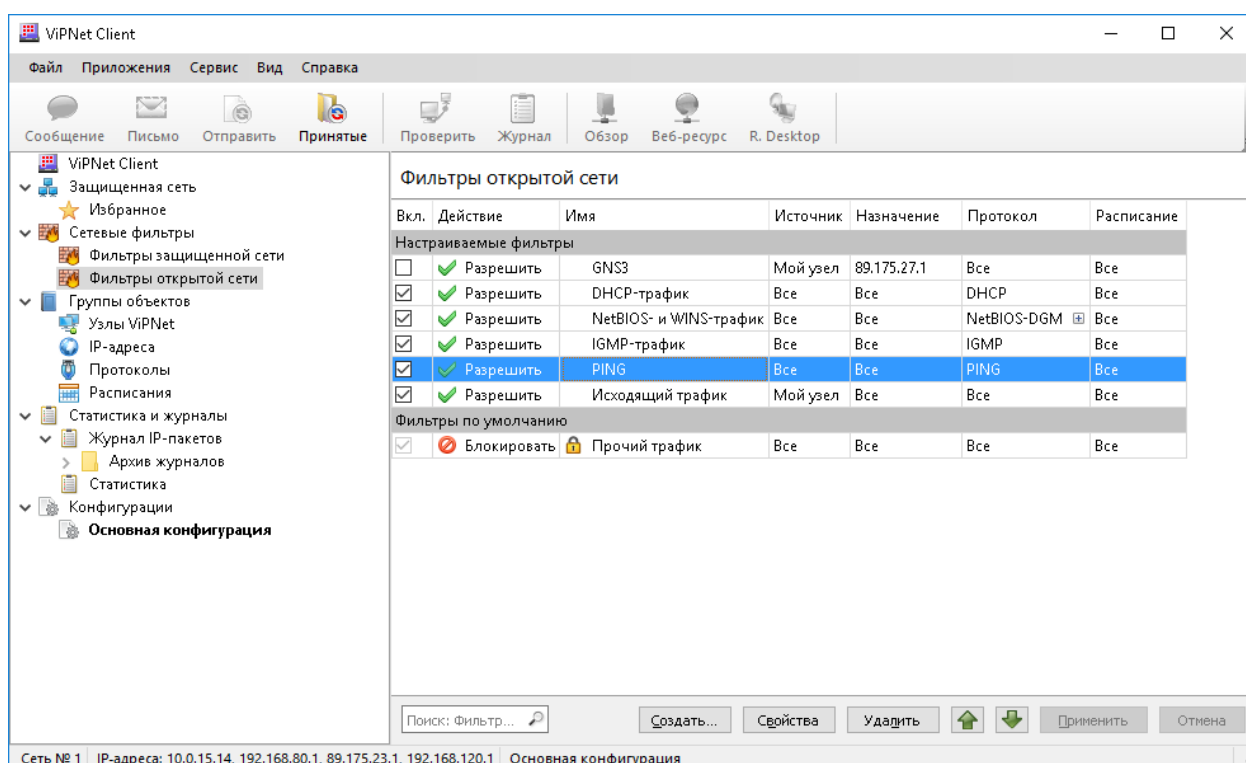 ViPNet Client
Файл Приложения Сервис Вид Справка
Сообщение Письмо Отправить Принятые Проверить Журнал Обзор Веб-ресурс R. Desktop
ViPNet Client
Защищенная сеть
Избранное
Сетевые фильтры
Фильтры защищенной сети
Фильтры открытой сети
Группы объектов
Узлы ViPNet
IP-адреса
Протоколы
Расписания
Статистика и журналы
Журнал IP-пакетов
Архив журналов
Статистика
Конфигурации
Основная конфигурация
Фильтры открытой сети
Вкл. Действие Имя Источник Назначение Протокол Расписание
Настраиваемые фильтры
Разрешить GNS3 Мой узел 89.175.27.1 Все Все
Разрешить DHCP-трафик Все Все DHCP Все
Разрешить NetBIOS- и WINS-трафик Все Все NetBIOS-DGM Все
Разрешить IGMP-трафик Все Все IGMP Все
Разрешить PING Все Все PING Все
Разрешить Исходящий трафик Мой узел Все Все Все
Фильтры по умолчанию
Блокировать Прочий трафик Все Все Все Все
Поиск: Фильтр... Создать... Свойства Удалить Применить Отмена
Сеть № 1 IP-адреса: 10.0.15.14, 192.168.80.1, 89.175.23.1, 192.168.120.1 Основная конфигурация